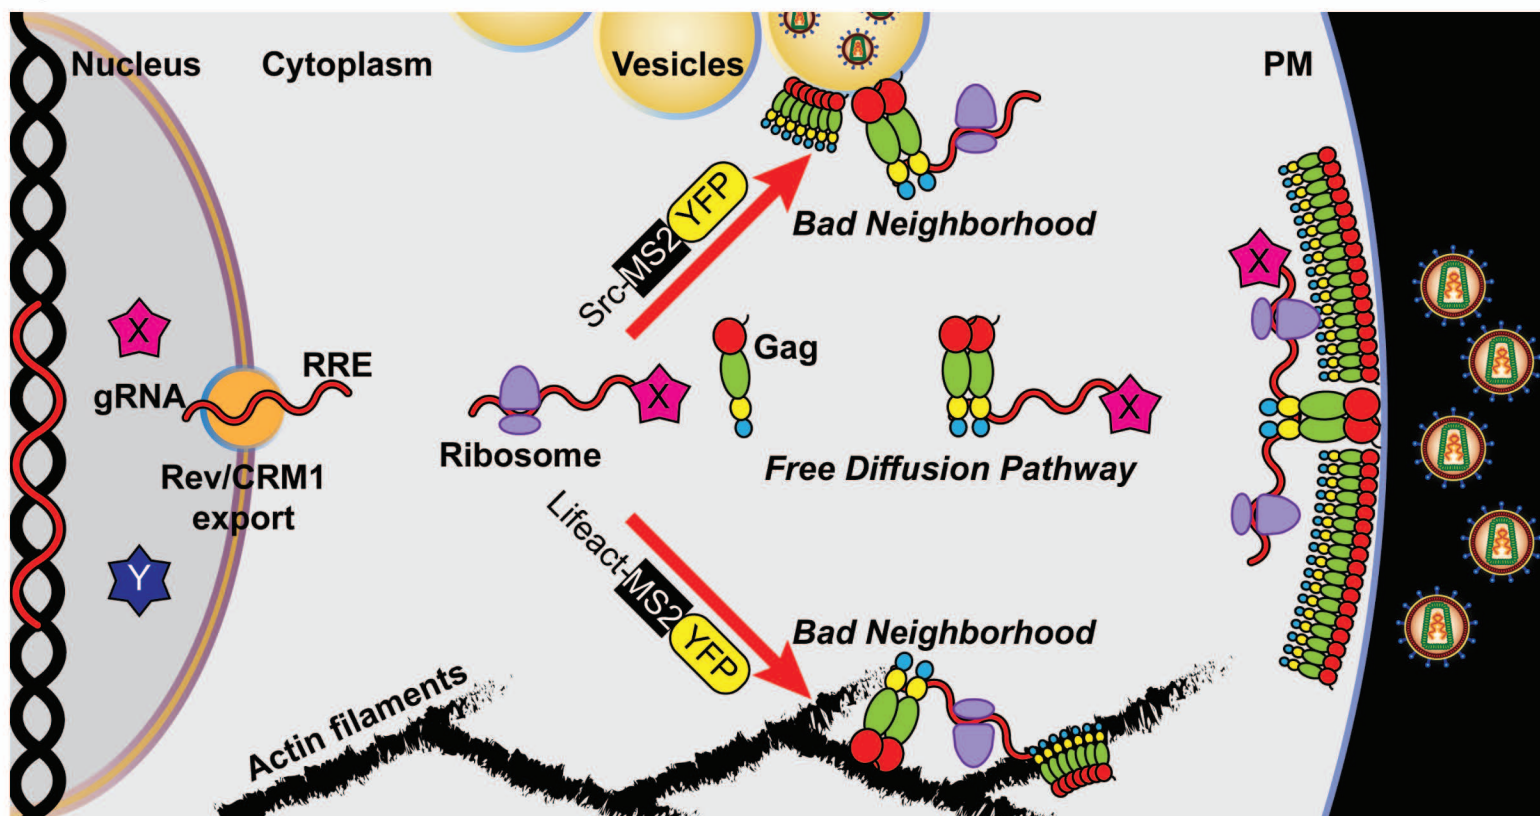 Nucleus
Cytoplasm
Vesicles
PM
Src-MS2 YFP
Bad Neighborhood
X
X
gRNA
RRE
Rev/CRM1
export
X
Ribosome
Gag
X
Free Diffusion Pathway
Y
Lifeact-MS2 YFP
Bad Neighborhood
Actin filaments